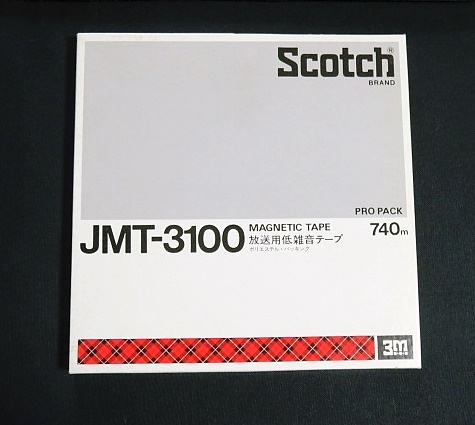 Scotch®
BRAND
PRO PACK
JMT-3100 MAGNETIC TAPE 740m
放送用低雑音テープ
ポリエステル・バッキング
3M